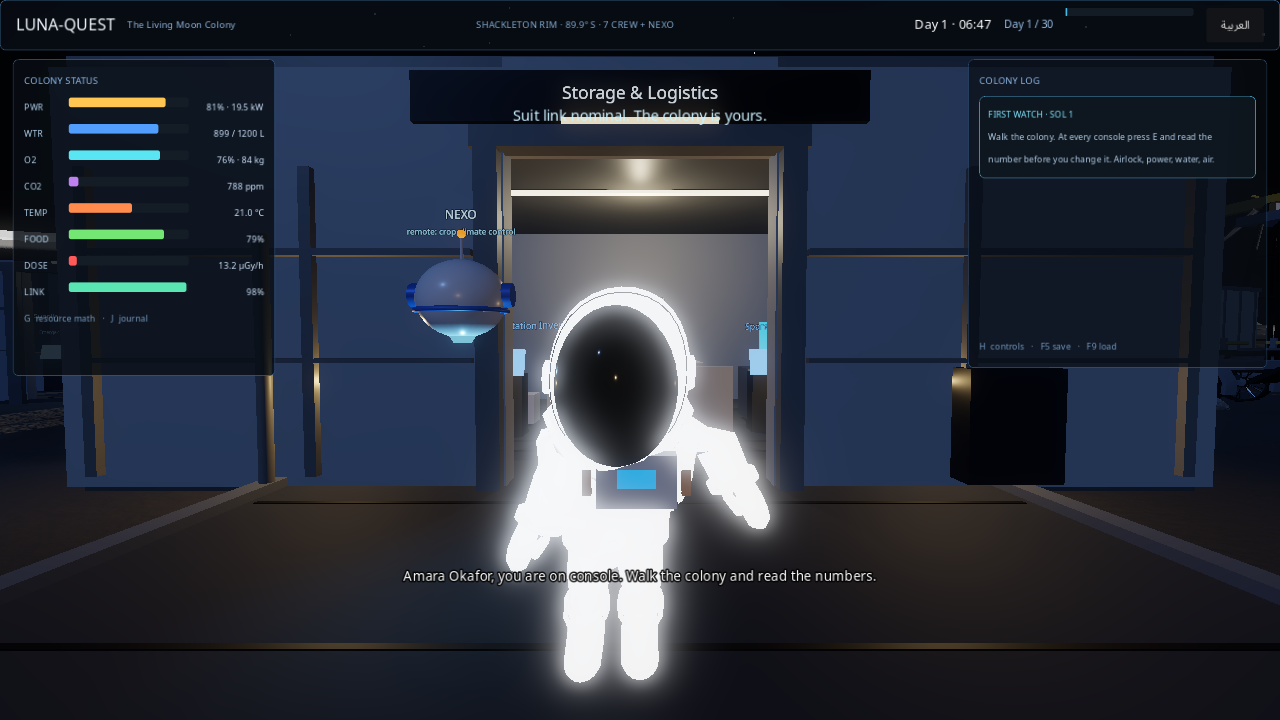 LUNA-QUEST
The Living Moon Colony
SHACKLETON RIM · 89.9° S · 7 CREW + NEXO
Day 1 · 06:47
Day 1 / 30
العربية
COLONY STATUS
PWR 81% · 19.5 kW
WTR 899 / 1200 L
O2 76% · 84 kg
CO2 788 ppm
TEMP 21.0 °C
FOOD 79%
DOSE 13.2 µGy/h
LINK 98%
G resource math · J journal
Storage & Logistics
Suit link nominal. The colony is yours.
NEXO
remote: crop climate control
COLONY LOG
FIRST WATCH · SOL 1
Walk the colony. At every console press E and read the
number before you change it. Airlock, power, water, air.
H controls · F5 save · F9 load
Amara Okafor, you are on console. Walk the colony and read the numbers.